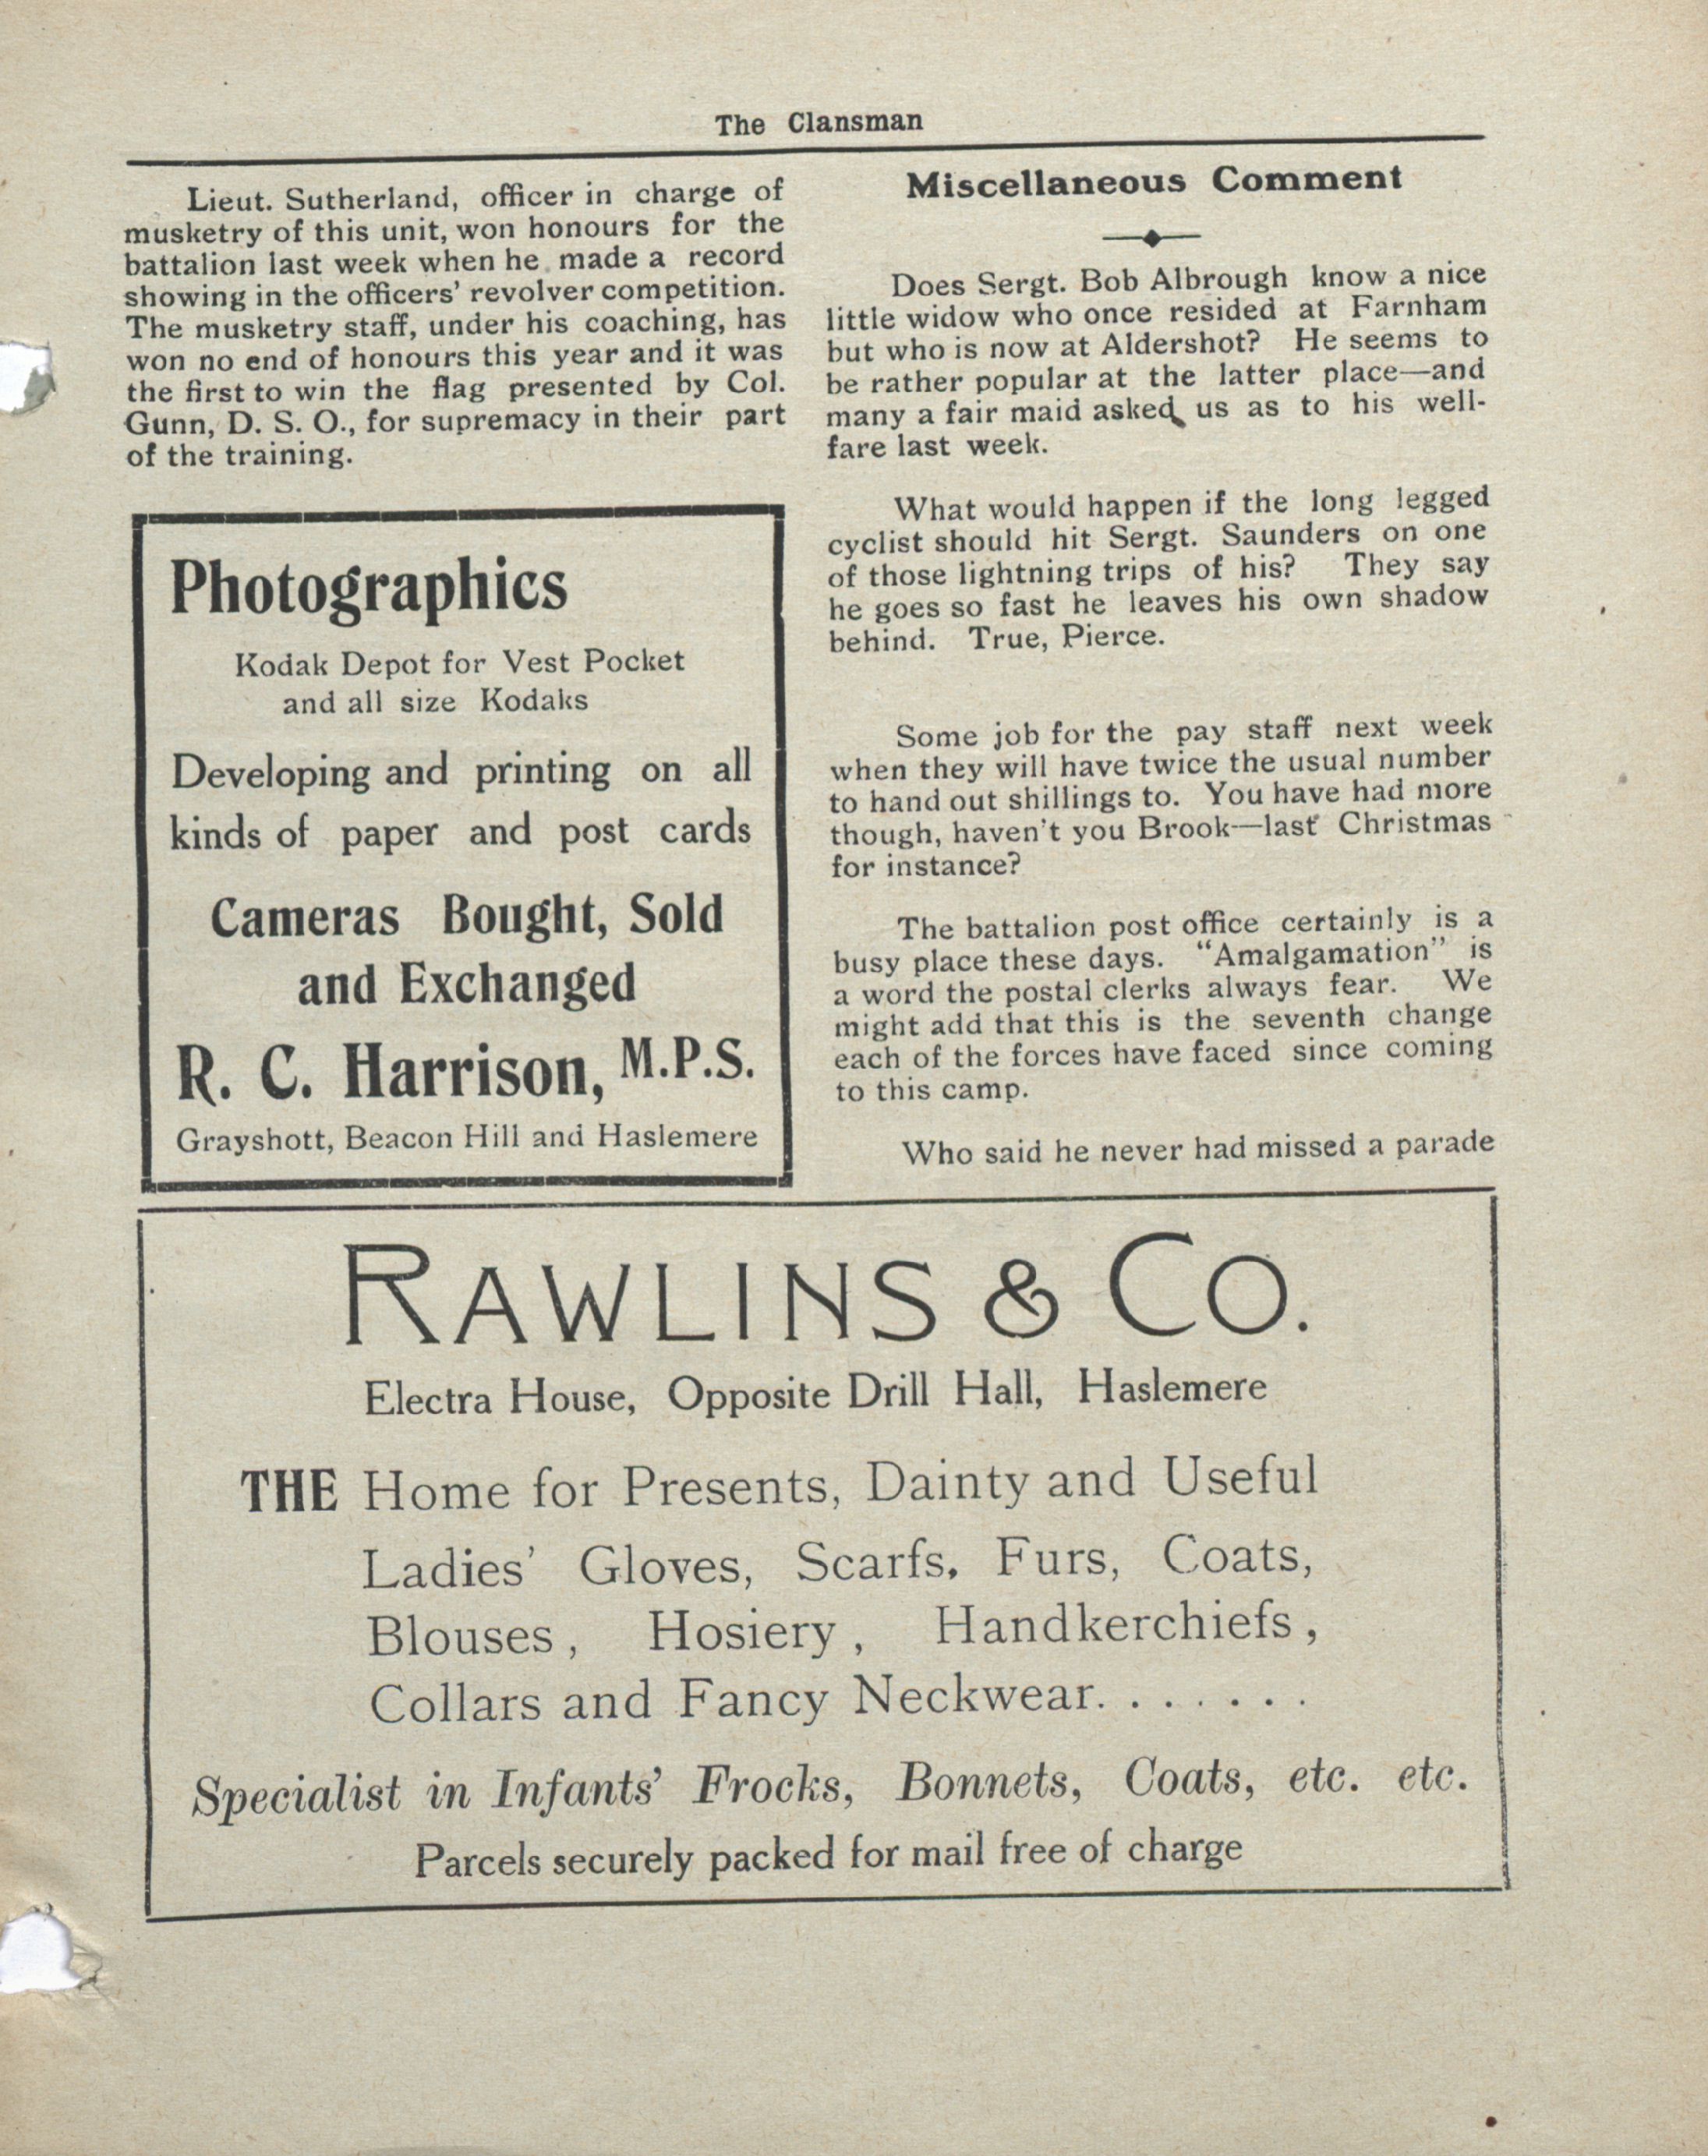 The Clansman
Lieut. Sutherland, officer in charge of
musketry of this unit, won honours for the
battalion last week when he made a record
showing in the officers' revolver competition.
The musketry staff, under his coaching, has
won no end of honours this year and it was
the first to win the flag presented by Col.
Gunn, D. S. O., for supremacy in their part
of the training.
Photographics
Kodak Depot for Vest Pocket
and all size Kodaks
Developing and printing on all
kinds of paper and post cards
Cameras Bought, Sold
and Exchanged
R. C. Harrison, M.P.S.
Grayshott, Beacon Hill and Haslemere
Miscellaneous Comment
Does Sergt. Bob Albrough know a nice
little widow who once resided at Farnham
but who is now at Aldershot? He seems to
be rather popular at the latter place—and
many a fair maid asked us as to his well-
fare last week.
What would happen if the long legged
cyclist should hit Sergt. Saunders on one
of those lightning trips of his? They say
he goes so fast he leaves his own shadow
behind. True, Pierce.
Some job for the pay staff next week
when they will have twice the usual number
to hand out shillings to. You have had more
though, haven't you Brook—last Christmas
for instance?
The battalion post office certainly is a
busy place these days. "Amalgamation" is
a word the postal clerks always fear. We
might add that this is the seventh change
each of the forces have faced since coming
to this camp.
Who said he never had missed a parade
RAWLINS & CO.
Electra House, Opposite Drill Hall, Haslemere
THE Home for Presents, Dainty and Useful
Ladies' Gloves, Scarfs. Furs, Coats,
Blouses, Hosiery, Handkerchiefs,
Collars and Fancy Neckwear. . . . . . .
Specialist in Infants' Frocks, Bonnets, Coats, etc. etc.
Parcels securely packed for mail free of charge